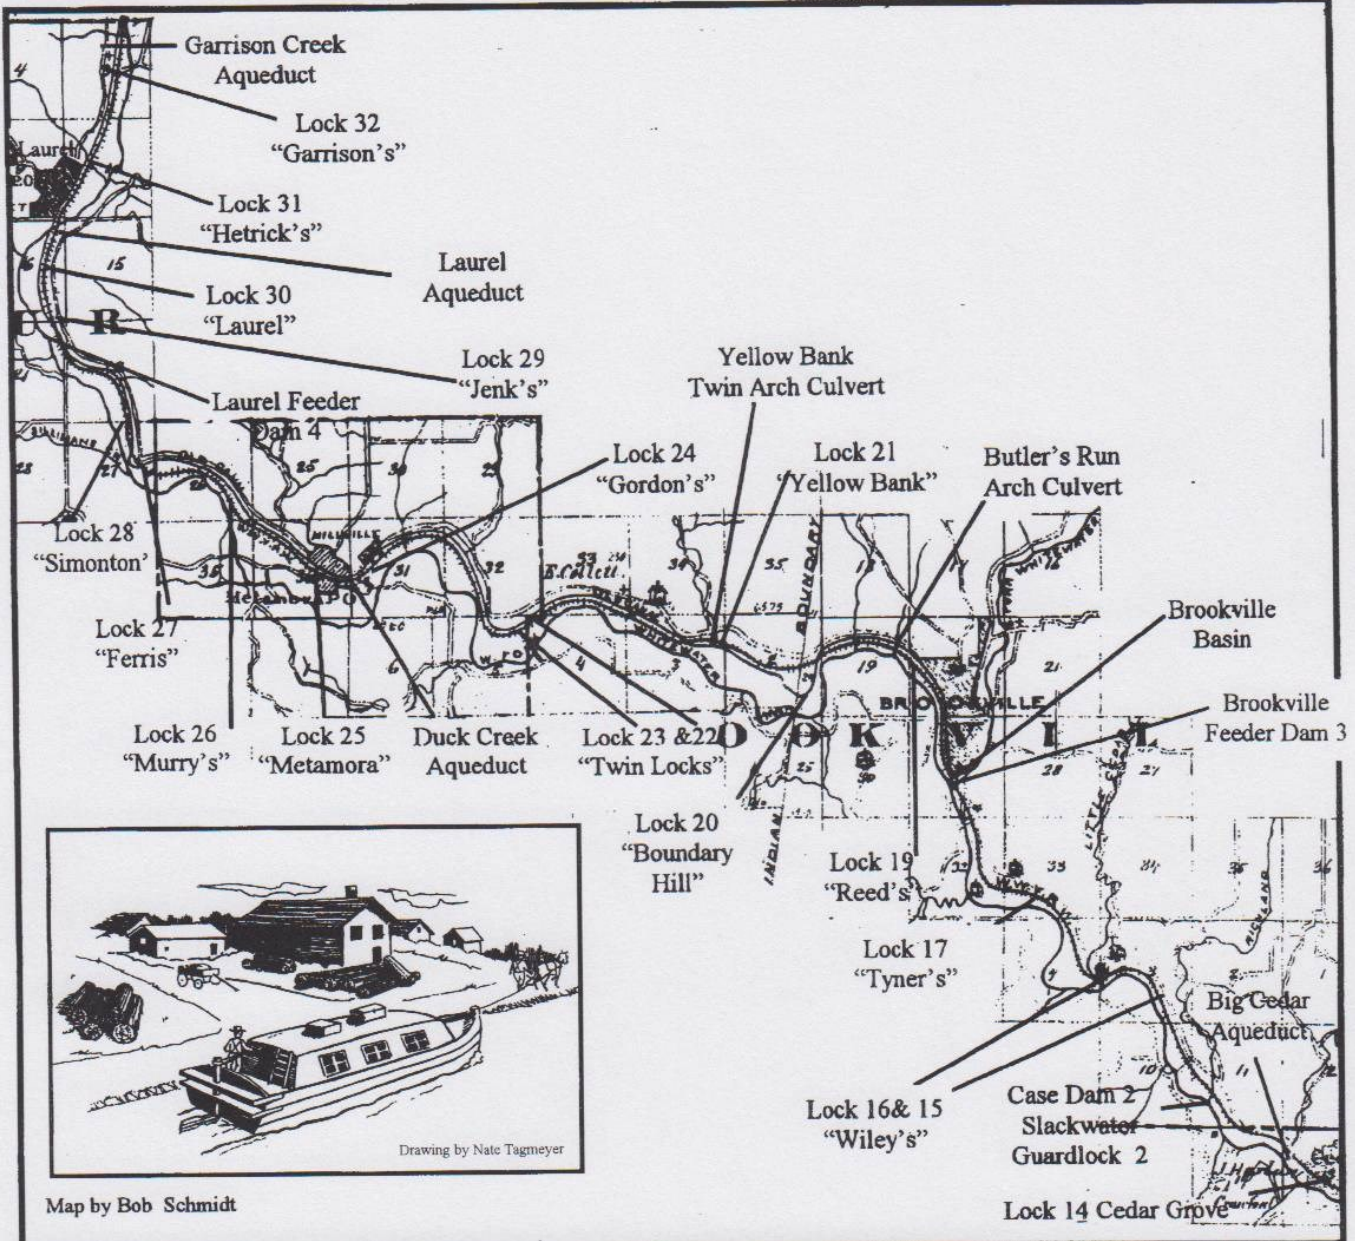 Garrison Creek
Aqueduct
Lock 32
“Garrison’s”
Laurel
Lock 31
“Hetrick’s”
Laurel
Aqueduct
15
Lock 30
“Laurel”
U R
Lock 29
“Jenk’s”
Laurel Feeder
Dam 4
Yellow Bank
Twin Arch Culvert
Lock 24
“Gordon’s”
Lock 21
“Yellow Bank”
Butler’s Run
Arch Culvert
Lock 28
“Simonton’
Metamora P.O.
Lock 27
“Ferris”
Brookville
Basin
BROOKVILLE
Lock 26
“Murry’s”
Lock 25
“Metamora”
Duck Creek
Aqueduct
Lock 23 &22
“Twin Locks”
O O K V I L
Brookville
Feeder Dam 3
INDIAN BOUNDARY
WHITEWATER
Lock 20
“Boundary
Hill”
Lock 19
“Reed’s’
Lock 17
“Tyner’s”
RICHLAND
Big Cedar
Aqueduct
Lock 16& 15
“Wiley’s”
Case Dam 2
Slackwater
Guardlock 2
Lock 14 Cedar Grove
Drawing by Nate Tagmeyer
Map by Bob Schmidt